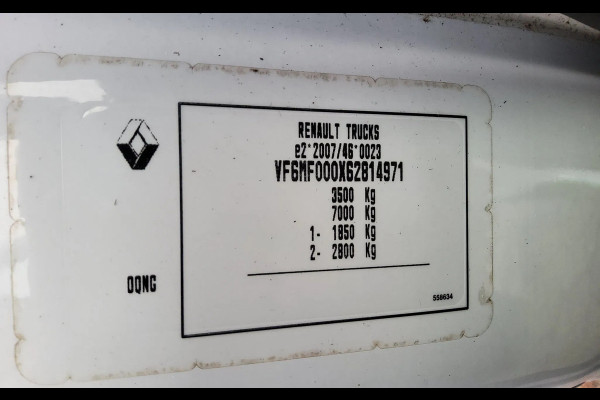 RENAULT TRUCKS
e2*2007/46*0023
VF6MF000X62814971
3500 Kg
7000 Kg
1- 1850 Kg
2- 2800 Kg
OQNG
558634